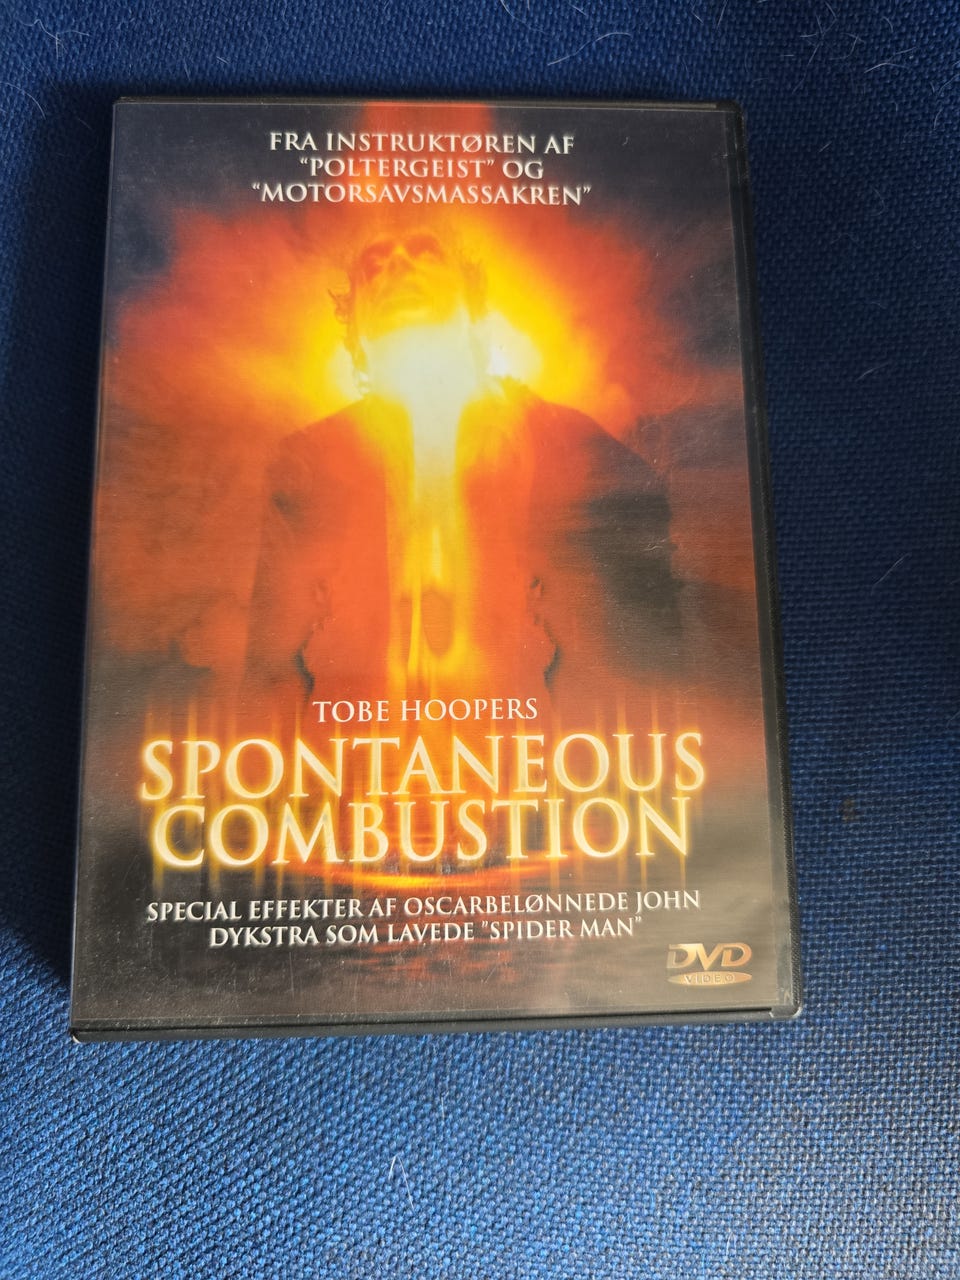 FRA INSTRUKTØREN AF
"POLTERGEIST" OG
"MOTORSAVSMASSAKREN"
TOBE HOOPERS
SPONTANEOUS
COMBUSTION
SPECIAL EFFEKTER AF OSCARBELØNNEDE JOHN
DYKSTRA SOM LAVEDE "SPIDER MAN"
DVD
VIDEO